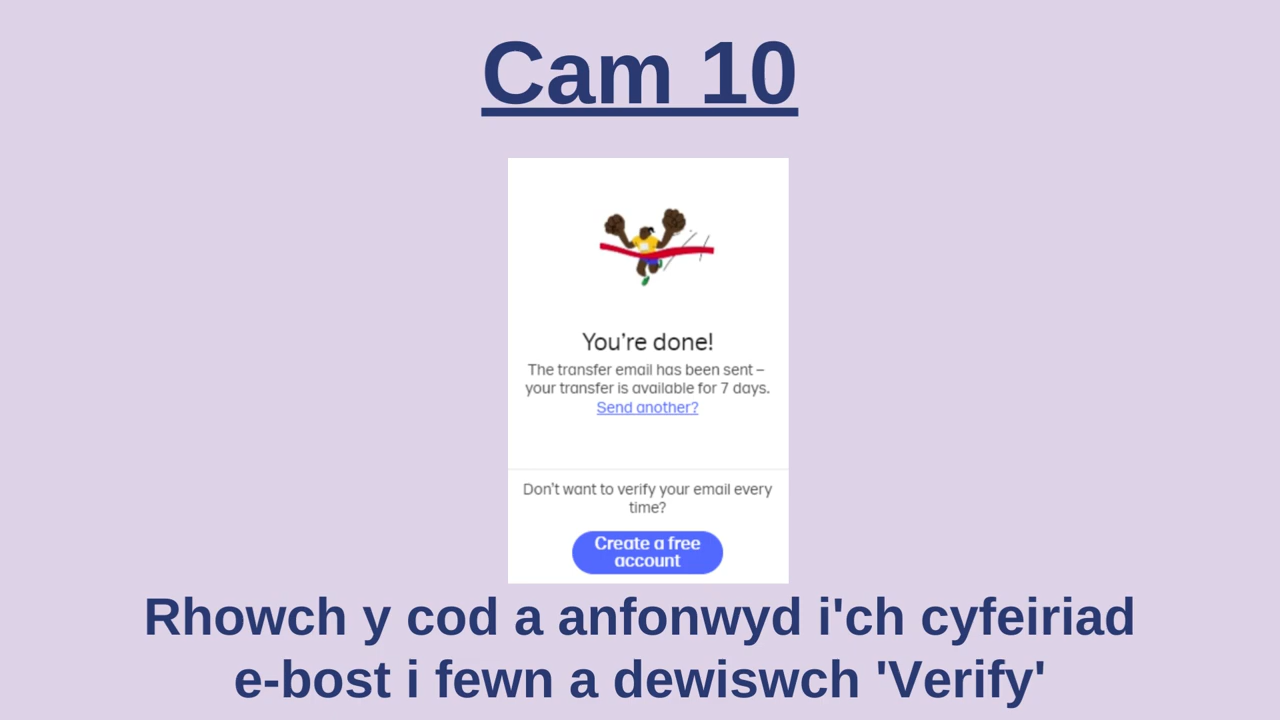 Cam 10
You're done!
The transfer email has been sent –
your transfer is available for 7 days.
Send another?
Don't want to verify your email every
time?
Create a free
account
Rhowch y cod a anfonwyd i'ch cyfeiriad
e-bost i fewn a dewiswch 'Verify'